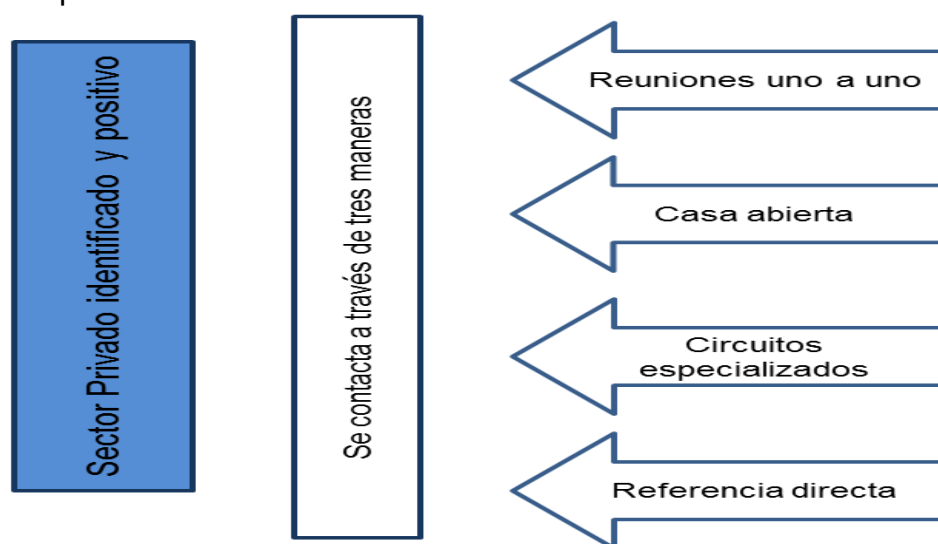 Sector Privado identificado y positivo
Se contacta a través de tres maneras
Reuniones uno a uno
Casa abierta
Circuitos
especializados
Referencia directa